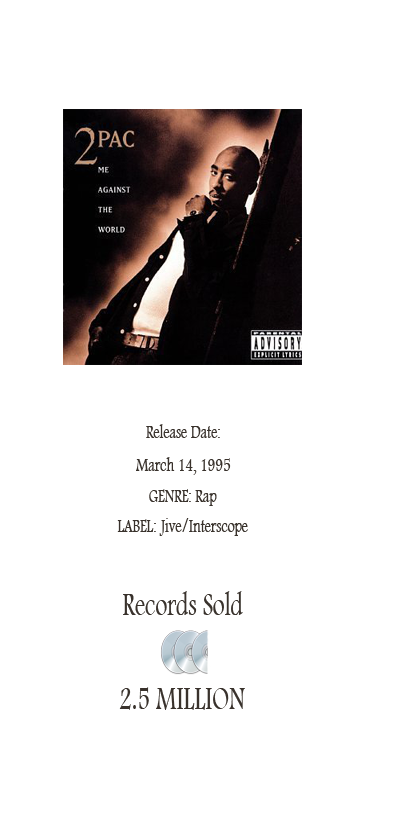 2PAC
ME
AGAINST
THE
WORLD
PARENTAL
ADVISORY
EXPLICIT LYRICS
Release Date:
March 14, 1995
GENRE: Rap
LABEL: Jive/Interscope
Records Sold
2.5 MILLION